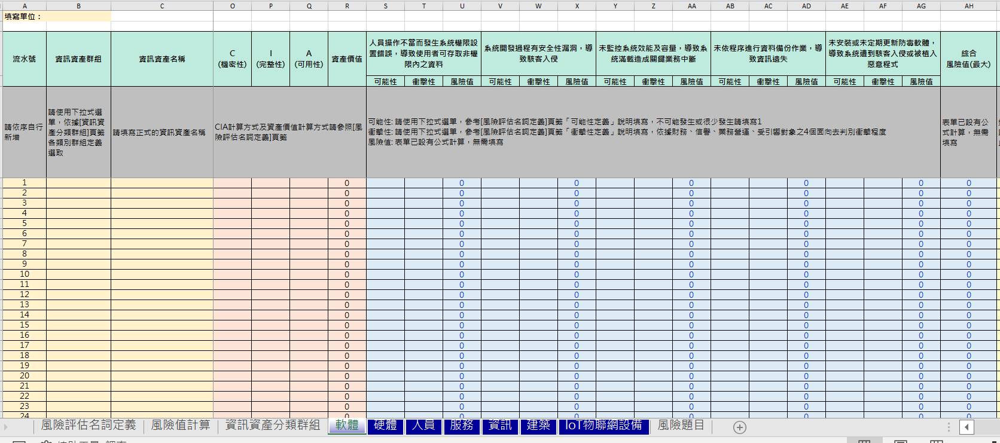 A B C O P Q R S T U V W X Y Z AA AB AC AD AE AF AG AH
填寫單位：
流水號
資訊資產群組
資訊資產名稱
C
(機密性)
I
(完整性)
A
(可用性)
資產價值
人員操作不當而發生系統權限設
置錯誤，導致使用者可存取非權
限內之資料
系統開發過程有安全性漏洞，導
致駭客入侵
未監控系統效能及容量，導致系
統滿載造成關鍵業務中斷
未依程序進行資料備份作業，導
致資訊遺失
未安裝或未定期更新防毒軟體，
導致系統遭到駭客入侵或被植入
惡意程式
綜合
風險值(最大)
可能性 衝擊性 風險值 可能性 衝擊性 風險值 可能性 衝擊性 風險值 可能性 衝擊性 風險值 可能性 衝擊性 風險值
請依序自行
新增
請使用下拉式選
單，依據[資訊資
產分類群組]頁籤
各類別群組定義
選取
請填寫正式的資訊資產名稱
CIA計算方式及資產價值計算方式請參照[風
險評估名詞定義]頁籤
可能性: 請使用下拉式選單，參考[風險評估名詞定義]頁籤「可能性定義」說明填寫，不可能發生或很少發生請填寫1
衝擊性: 請使用下拉式選單，參考[風險評估名詞定義]頁籤「衝擊性定義」說明填寫，依據財務、信譽、業務營運、受引響對象之4個面向去判別衝擊程度
風險值: 表單已設有公式計算，無需填寫
表單已設有公
式計算，無需
填寫
1 0 0 0 0 0 0 0
2 0 0 0 0 0 0 0
3 0 0 0 0 0 0 0
4 0 0 0 0 0 0 0
5 0 0 0 0 0 0 0
6 0 0 0 0 0 0 0
7 0 0 0 0 0 0 0
8 0 0 0 0 0 0 0
9 0 0 0 0 0 0 0
10 0 0 0 0 0 0 0
11 0 0 0 0 0 0 0
12 0 0 0 0 0 0 0
13 0 0 0 0 0 0 0
14 0 0 0 0 0 0 0
15 0 0 0 0 0 0 0
16 0 0 0 0 0 0 0
17 0 0 0 0 0 0 0
18 0 0 0 0 0 0 0
19 0 0 0 0 0 0 0
20 0 0 0 0 0 0 0
21 0 0 0 0 0 0 0
22 0 0 0 0 0 0 0
23 0 0 0 0 0 0 0
24 0 0 0 0 0 0 0
風險評估名詞定義 風險值計算 資訊資產分類群組 軟體 硬體 人員 服務 資訊 建築 IoT物聯網設備 風險題目